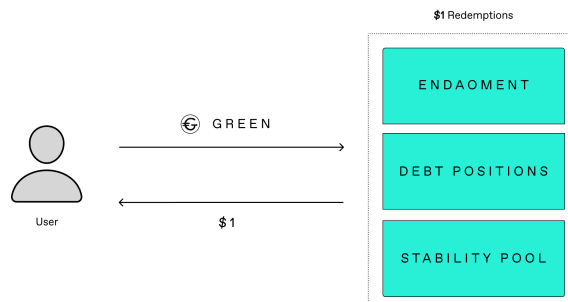 $1 Redemptions
ENDAOMENT
GREEN
DEBT POSITIONS
User
$1
STABILITY POOL